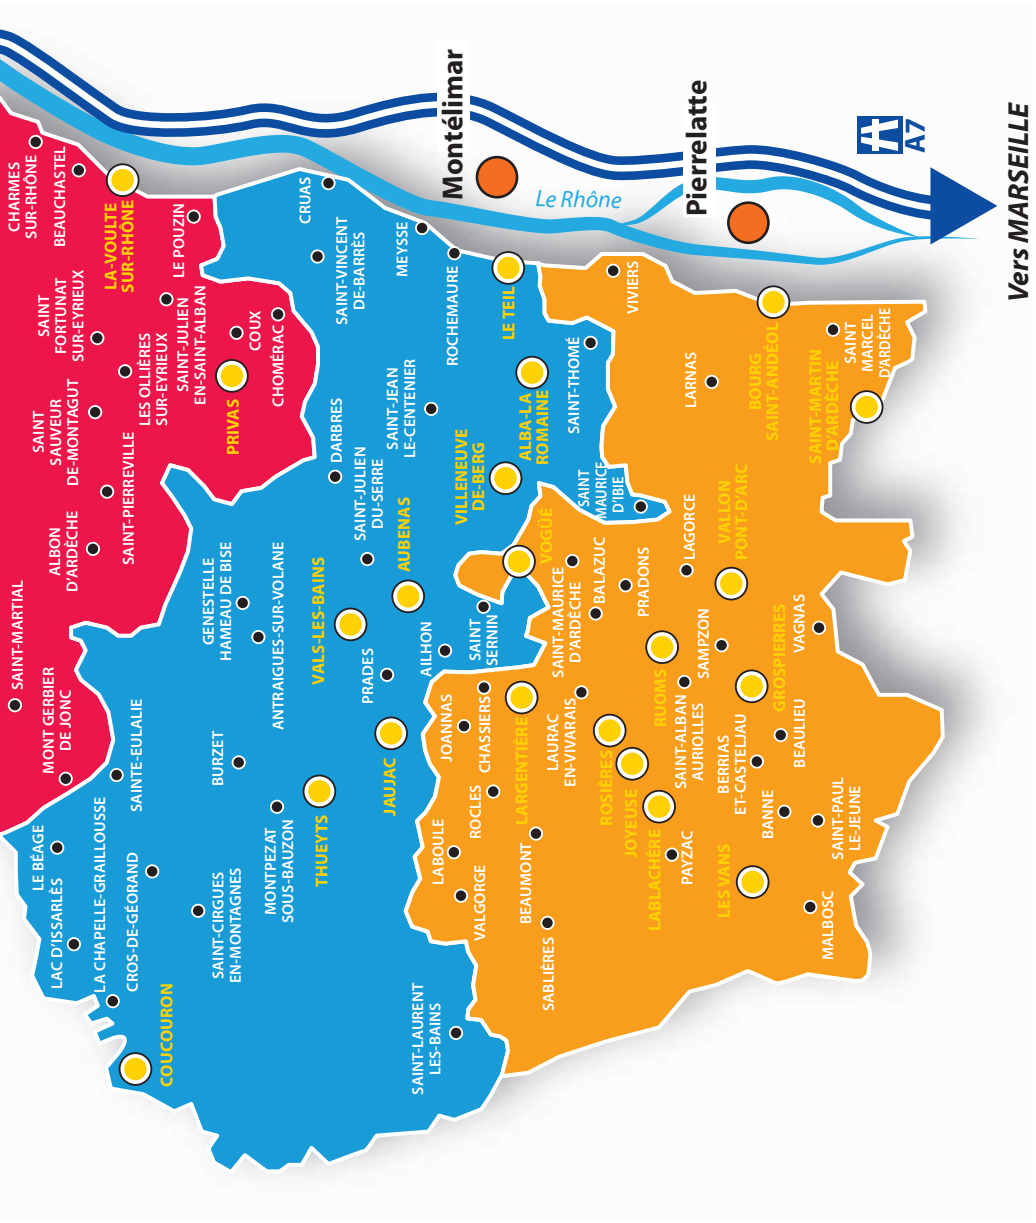 SAINT-MARTIAL
MONT GERBIER
DE JONC
ALBON
D'ARDÈCHE
SAINT-PIERREVILLE
SAINT
SAUVEUR
DE-MONTAGUT
SAINT
FORTUNAT
SUR-EYRIEUX
CHARMES
SUR-RHÔNE
BEAUCHASTEL
LA-VOULTE
SUR-RHÔNE
LE POUZIN
LES OLLIÈRES
SUR-EYRIEUX
SAINT-JULIEN
EN-SAINT-ALBAN
PRIVAS
COUX
CHOMÉRAC
LE BÉAGE
LAC D'ISSARLÈS
LA CHAPELLE-GRAILLOUSSE
CROS-DE-GÉORAND
COUCOURON
SAINTE-EULALIE
SAINT-CIRGUES
EN-MONTAGNES
BURZET
MONTPEZAT
SOUS-BAUZON
THUEYTS
GENESTELLE
HAMEAU DE BISE
ANTRAIGUES-SUR-VOLANE
VALS-LES-BAINS
PRADES
JAUJAC
SAINT-LAURENT
LES-BAINS
AILHON
SAINT
SERNIN
AUBENAS
SAINT-JULIEN
DU-SERRE
DARBRES
SAINT-JEAN
LE-CENTENIER
VILLENEUVE
DE-BERG
ALBA-LA
ROMAINE
SAINT-THOMÉ
SAINT
MAURICE
D'IBIE
CRUAS
SAINT-VINCENT
DE-BARRÈS
MEYSSE
ROCHEMAURE
LE TEIL
Montélimar
Le Rhône
Pierrelatte
A7
Vers MARSEILLE
VIVIERS
LARNAS
BOURG
SAINT-ANDÉOL
SAINT-MARTIN
D'ARDÈCHE
SAINT
MARCEL
D'ARDÈCHE
VOGÜÉ
SAINT-MAURICE
D'ARDÈCHE
BALAZUC
PRADONS
LAGORCE
VALLON
PONT-D'ARC
JOANNAS
CHASSIERS
LARGENTIÈRE
LAURAC
EN-VIVARAIS
ROCLES
LABOULE
VALGORGE
BEAUMONT
SABLIÈRES
ROSIÈRES
JOYEUSE
LABLACHÈRE
PAYZAC
RUOMS
SAINT-ALBAN
AURIOLLES
SAMPZON
GROSPIERRES
VAGNAS
BERRIAS
ET-CASTELJAU
BEAULIEU
BANNE
SAINT-PAUL
LE-JEUNE
LES VANS
MALBOSC